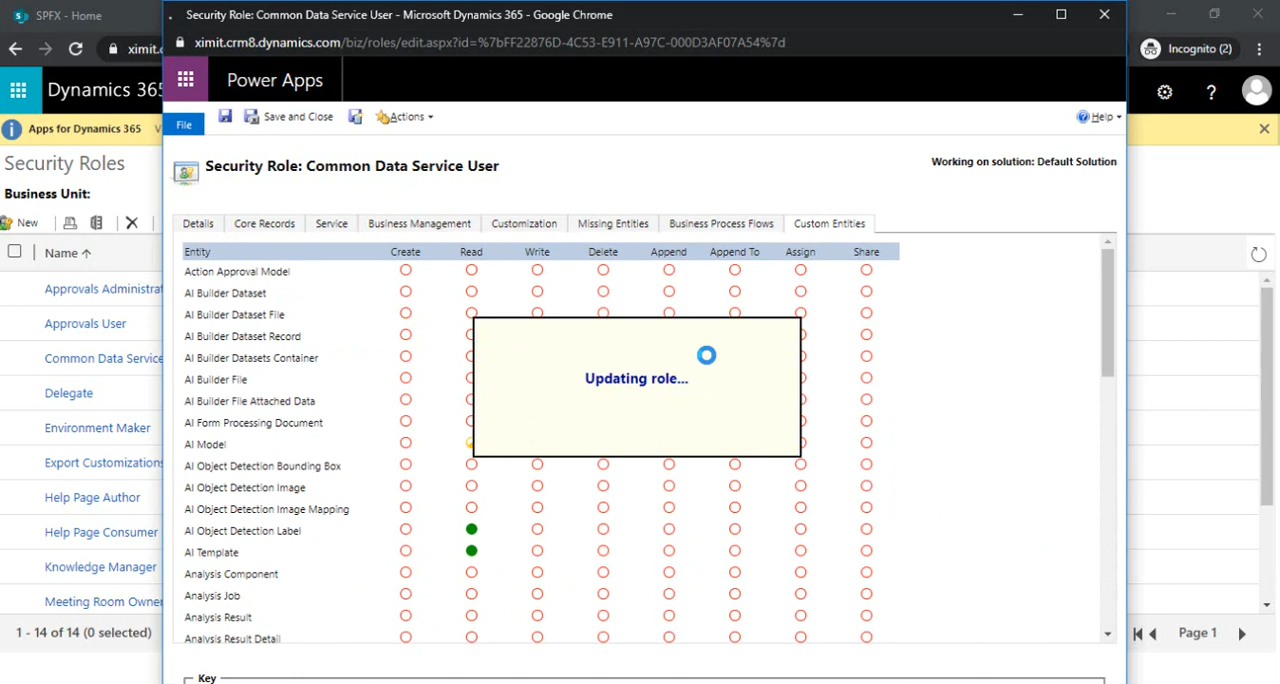 SPFX - Home
Security Role: Common Data Service User - Microsoft Dynamics 365 - Google Chrome
ximit.c
ximit.crm8.dynamics.com/biz/roles/edit.aspx?id=%7bFF22876D-4C53-E911-A97C-000D3AF07A54%7d
Incognito (2)
Dynamics 365
Power Apps
Apps for Dynamics 365
File
Save and Close
Actions
Help
Security Roles
Security Role: Common Data Service User
Working on solution: Default Solution
Business Unit:
New
Details
Core Records
Service
Business Management
Customization
Missing Entities
Business Process Flows
Custom Entities
Name
Entity
Create
Read
Write
Delete
Append
Append To
Assign
Share
Action Approval Model
AI Builder Dataset
AI Builder Dataset File
AI Builder Dataset Record
AI Builder Datasets Container
AI Builder File
AI Builder File Attached Data
AI Form Processing Document
AI Model
AI Object Detection Bounding Box
AI Object Detection Image
AI Object Detection Image Mapping
AI Object Detection Label
AI Template
Analysis Component
Analysis Job
Analysis Result
Analysis Result Detail
Updating role...
Approvals Administrat
Approvals User
Common Data Service
Delegate
Environment Maker
Export Customizations
Help Page Author
Help Page Consumer
Knowledge Manager
Meeting Room Owner
1 - 14 of 14 (0 selected)
Page 1
Key